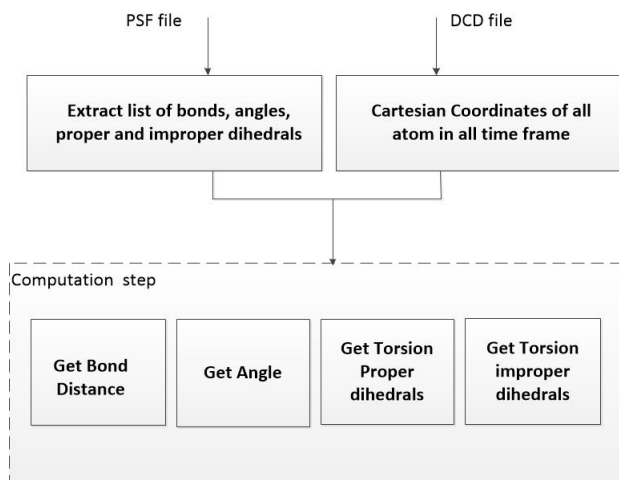 PSF file
DCD file
Extract list of bonds, angles,
proper and improper dihedrals
Cartesian Coordinates of all
atom in all time frame
Computation step
Get Bond
Distance
Get Angle
Get Torsion
Proper
dihedrals
Get Torsion
improper
dihedrals